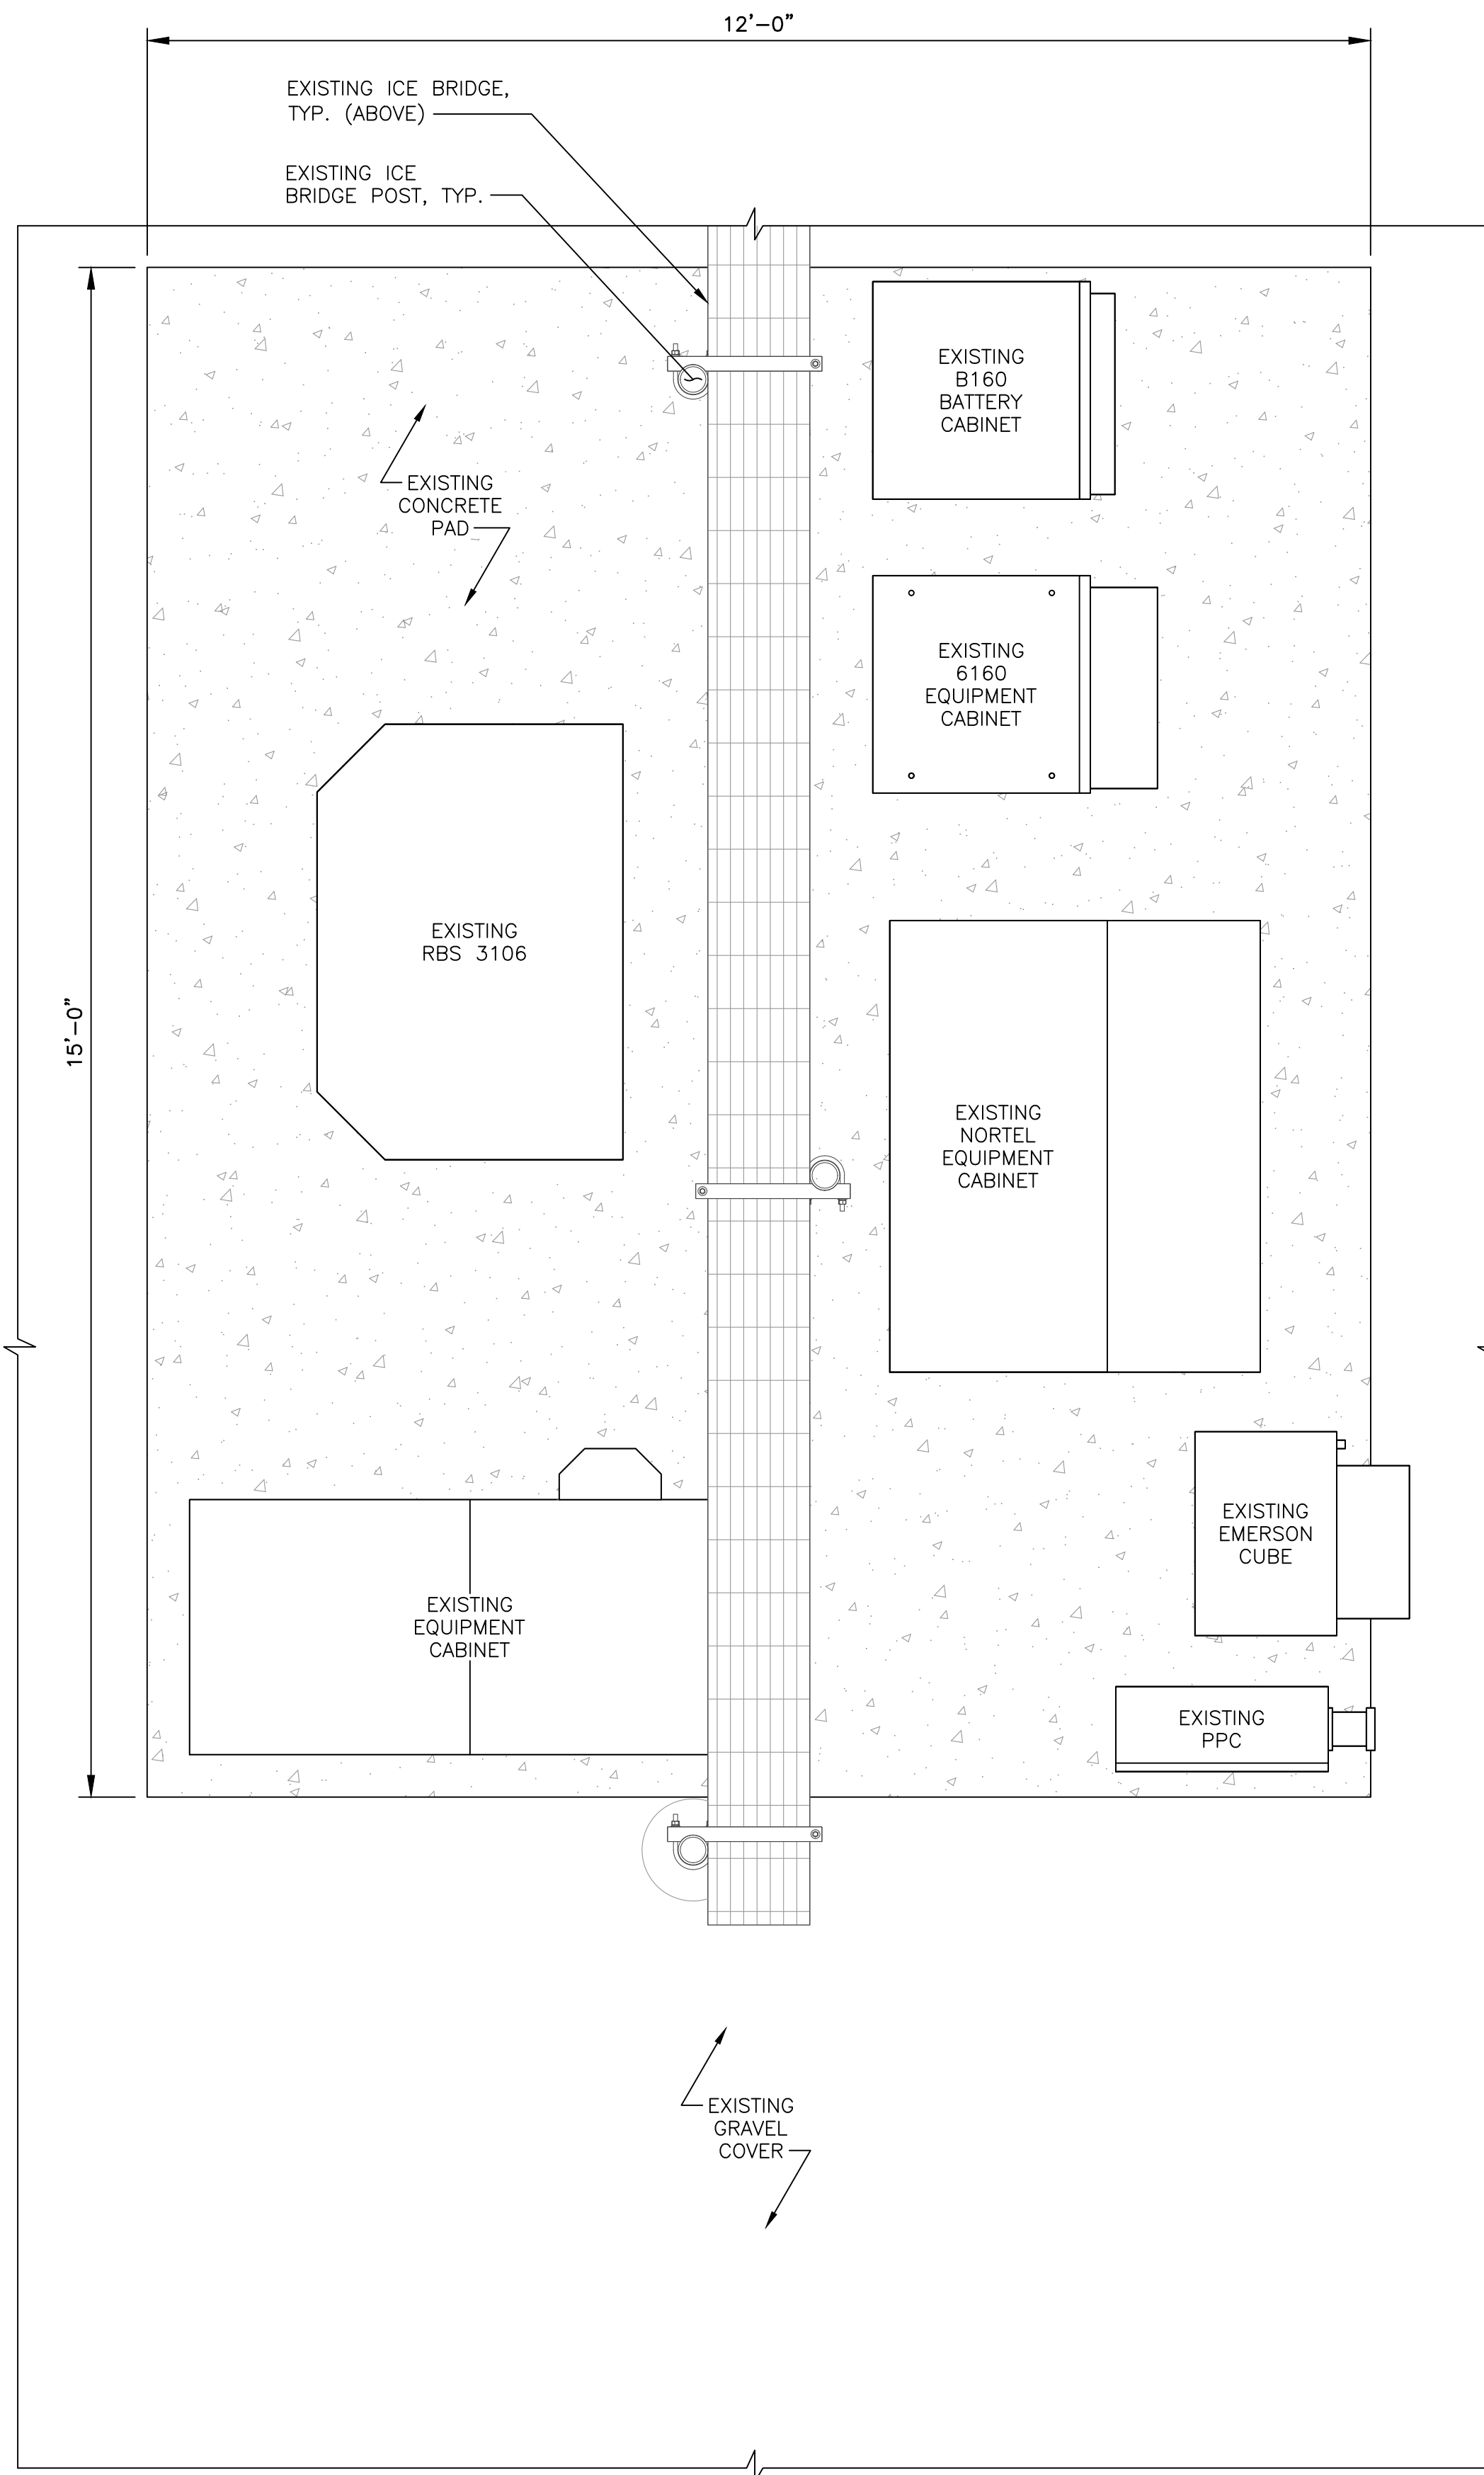 12'-0"
EXISTING ICE BRIDGE,
TYP. (ABOVE)
EXISTING ICE
BRIDGE POST, TYP.
EXISTING
B160
BATTERY
CABINET
EXISTING
CONCRETE
PAD
EXISTING
6160
EQUIPMENT
CABINET
EXISTING
RBS 3106
15'-0"
EXISTING
NORTEL
EQUIPMENT
CABINET
EXISTING
EMERSON
CUBE
EXISTING
EQUIPMENT
CABINET
EXISTING
PPC
EXISTING
GRAVEL
COVER